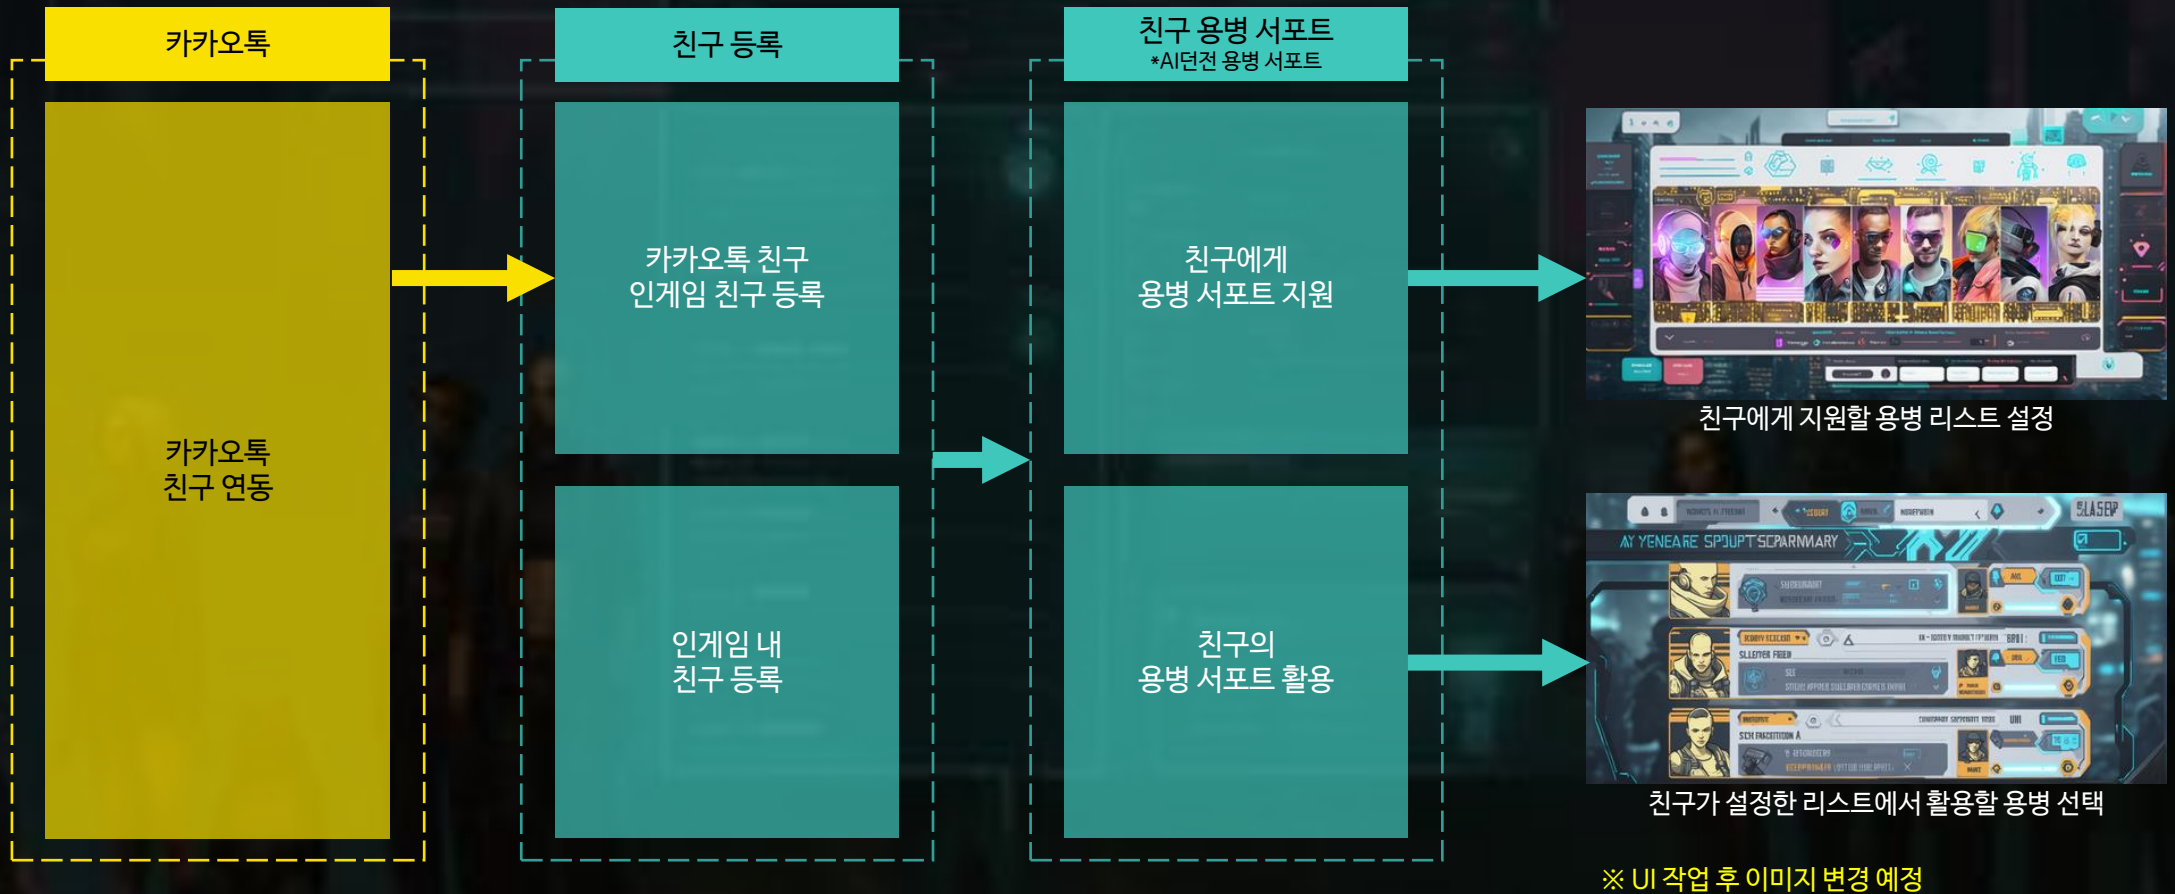 카카오톡
친구 등록
친구 용병 서포트
*AI던전 용병 서포트
카카오톡
친구 연동
카카오톡 친구
인게임 친구 등록
인게임 내
친구 등록
친구에게
용병 서포트 지원
친구의
용병 서포트 활용
친구에게 지원할 용병 리스트 설정
AY YENEARE SPDUPTSCPARNMARY
친구가 설정한 리스트에서 활용할 용병 선택
※ UI 작업 후 이미지 변경 예정